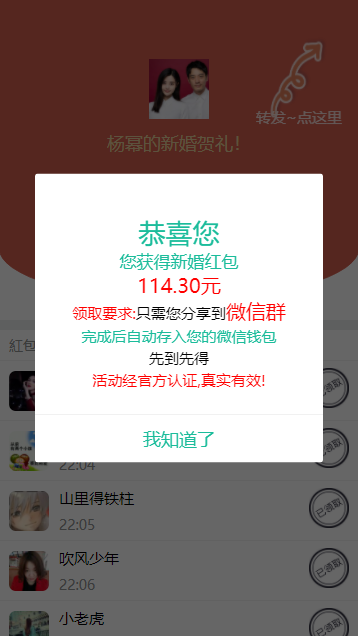 转发~点这里
杨幂的新婚贺礼!
恭喜您
您获得新婚红包
114.30元
领取要求:只需您分享到微信群
完成后自动存入您的微信钱包
先到先得
活动经官方认证,真实有效!
我知道了
紅包
已领取
22:04
已领取
山里得铁柱
22:05
已领取
吹风少年
22:06
已领取
小老虎
已领取